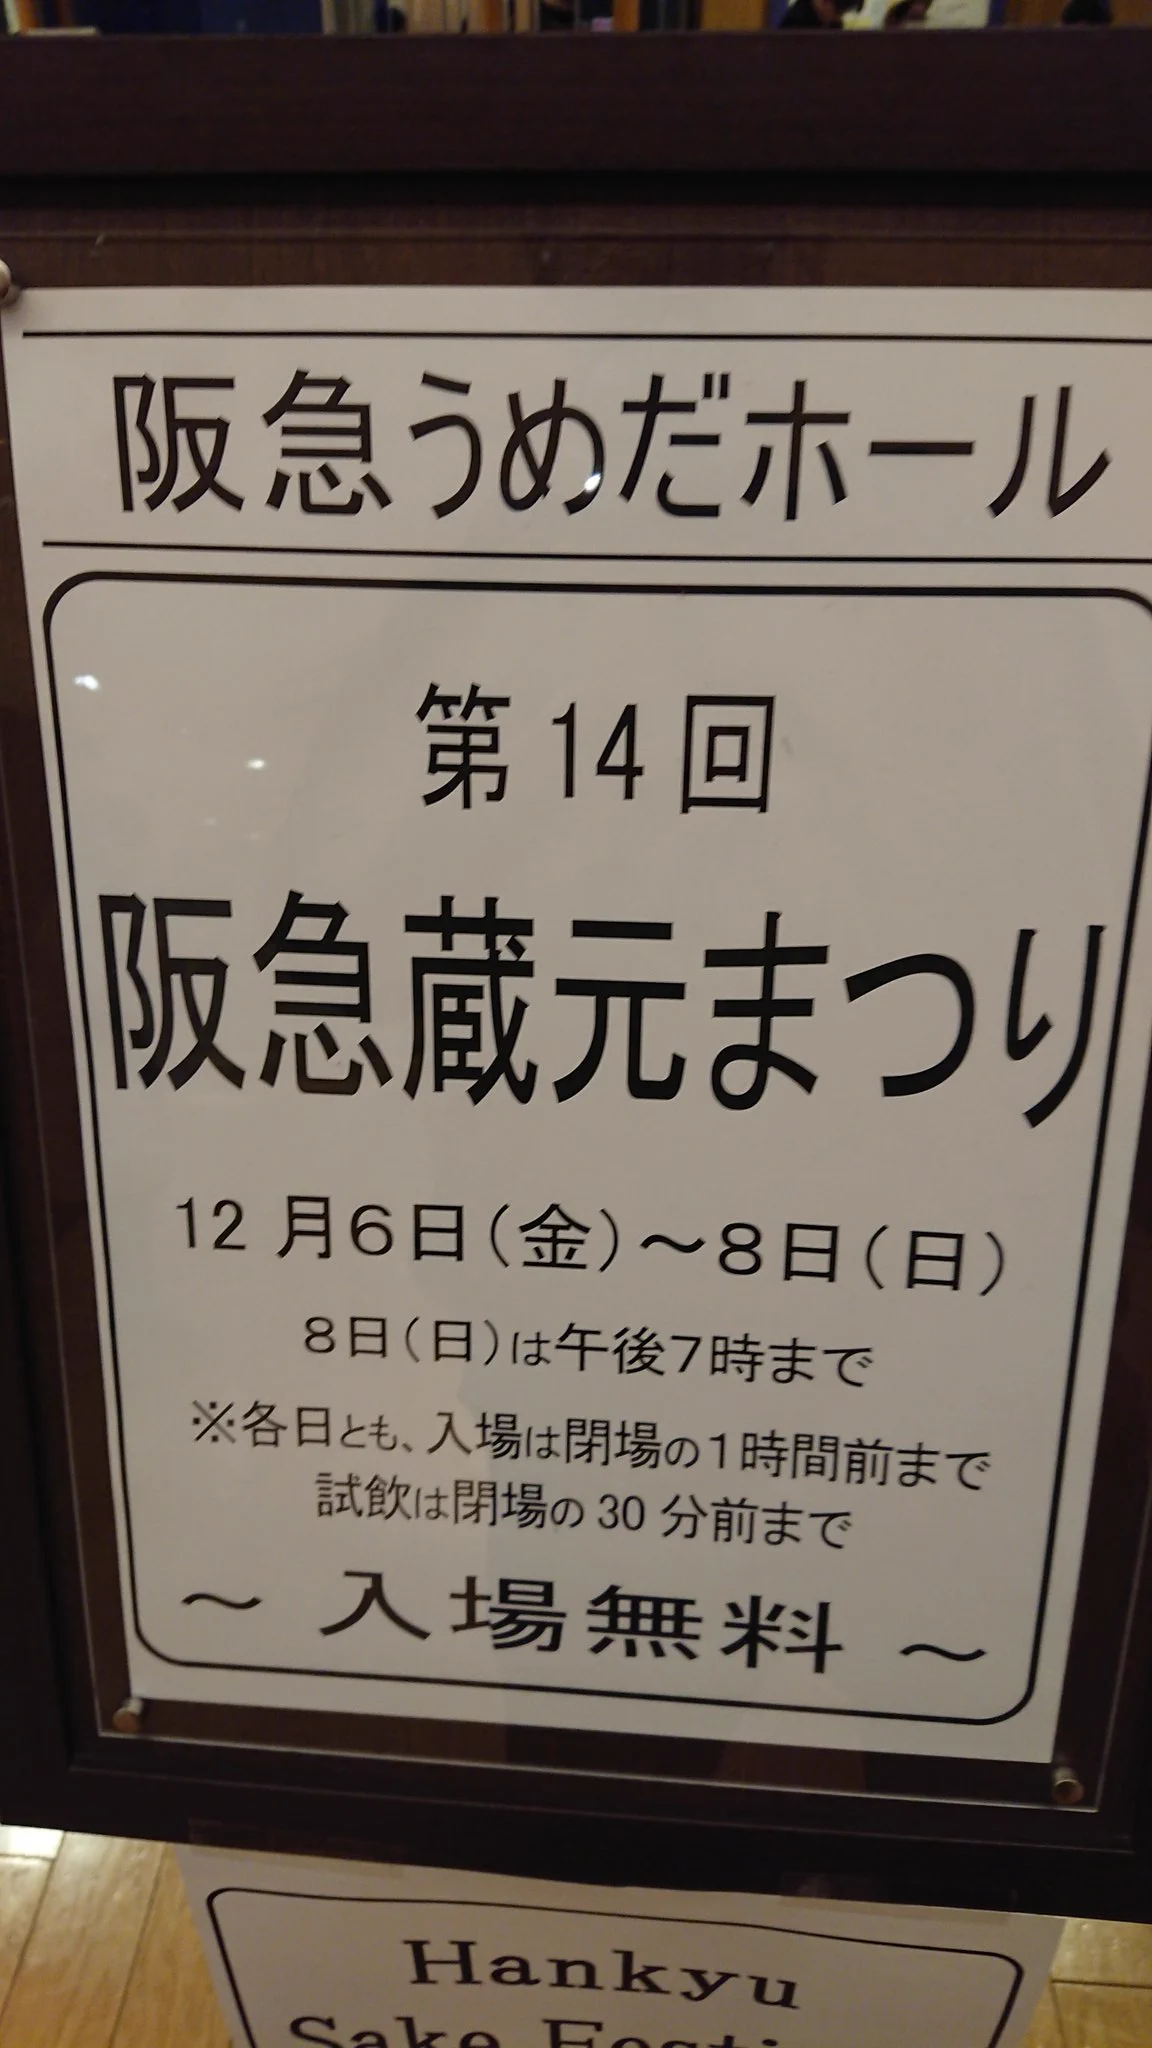 阪急うめだホール
第14回
阪急蔵元まつり
12月6日(金)～8日(日)
8日(日)は午後7時まで
※各日とも、入場は閉場の1時間前まで
試飲は閉場の30分前まで
～ 入場無料 ～
Hankyu
Sake